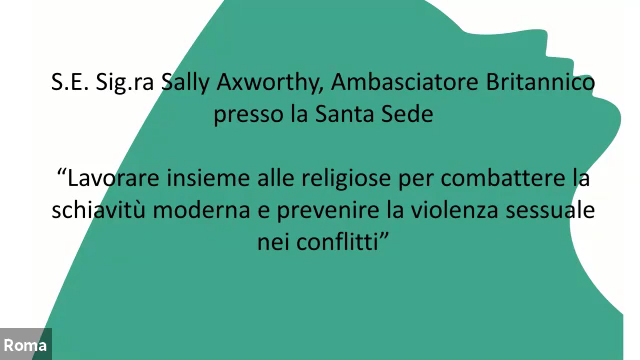 S.E. Sig.ra Sally Axworthy, Ambasciatore Britannico
presso la Santa Sede
“Lavorare insieme alle religiose per combattere la
schiavitù moderna e prevenire la violenza sessuale
nei conflitti”
Roma